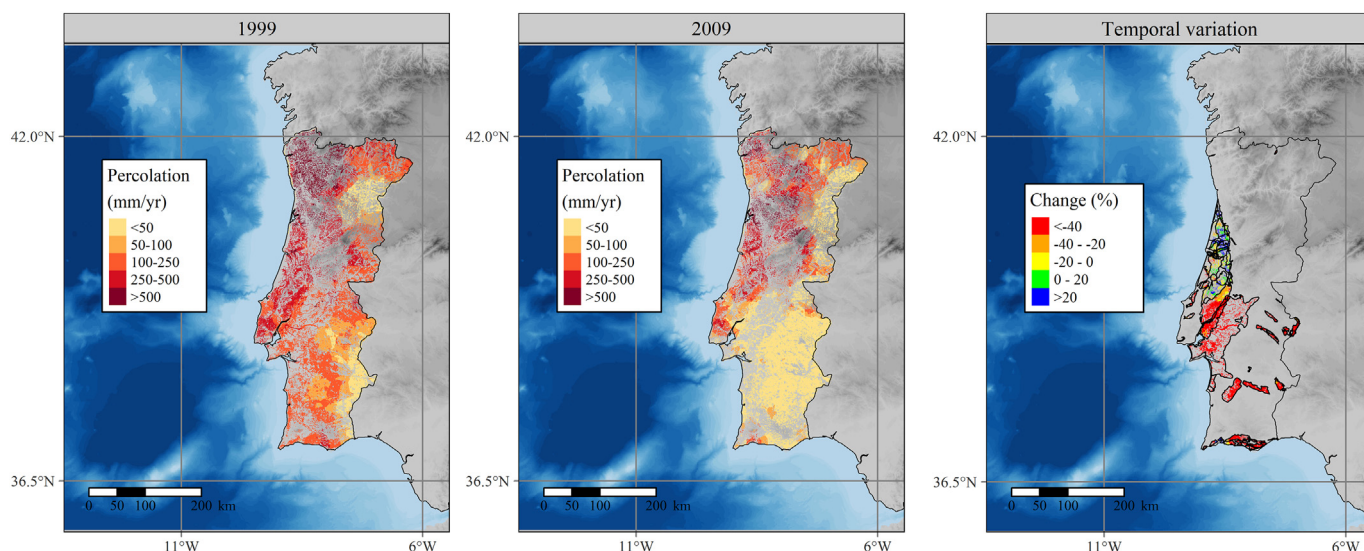 1999
2009
Temporal variation
42.0°N
36.5°N
Percolation
(mm/yr)
<50
50-100
100-250
250-500
>500
0 50 100 200 km
11°W
6°W
42.0°N
36.5°N
Percolation
(mm/yr)
<50
50-100
100-250
250-500
>500
0 50 100 200 km
11°W
6°W
42.0°N
36.5°N
Change (%)
<-40
-40 - -20
-20 - 0
0 - 20
>20
0 50 100 200 km
11°W
6°W